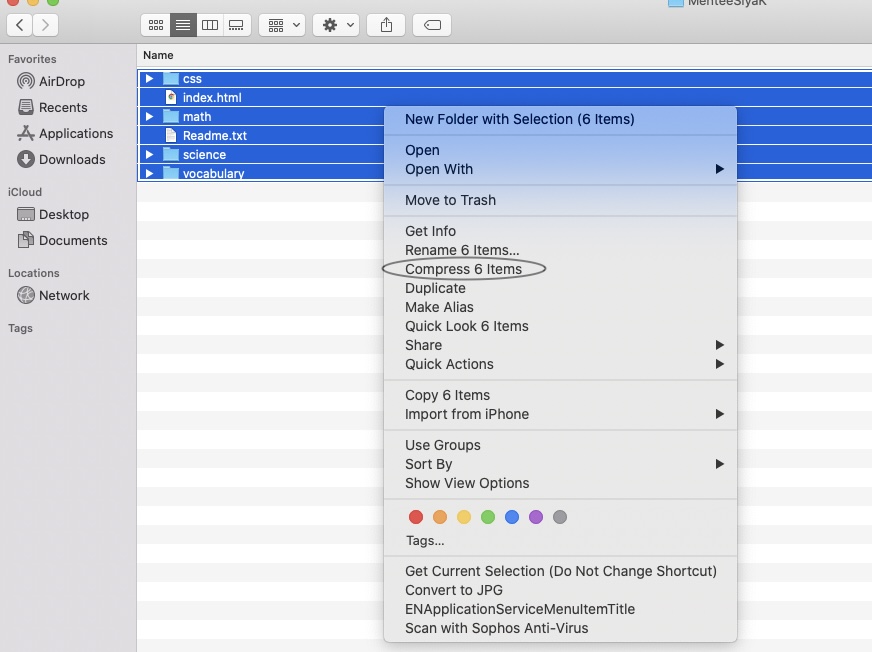 MenteeSiyaK
Name
Favorites
AirDrop
Recents
Applications
Downloads
iCloud
Desktop
Documents
Locations
Network
Tags
css
index.html
math
Readme.txt
science
vocabulary
New Folder with Selection (6 Items)
Open
Open With
Move to Trash
Get Info
Rename 6 Items...
Compress 6 Items
Duplicate
Make Alias
Quick Look 6 Items
Share
Quick Actions
Copy 6 Items
Import from iPhone
Use Groups
Sort By
Show View Options
Tags...
Get Current Selection (Do Not Change Shortcut)
Convert to JPG
ENApplicationServiceMenuItemTitle
Scan with Sophos Anti-Virus